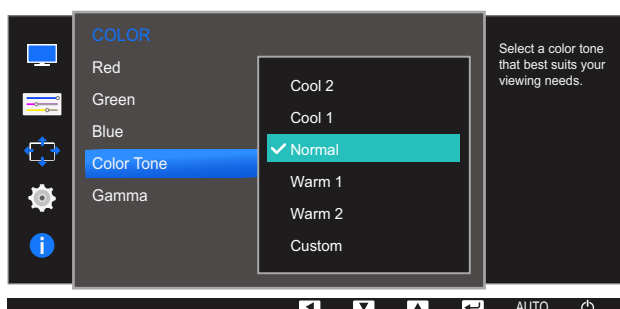 COLOR
Red
Green
Blue
Color Tone
Gamma
Cool 2
Cool 1
Normal
Warm 1
Warm 2
Custom
Select a color tone
that best suits your
viewing needs.
AUTO